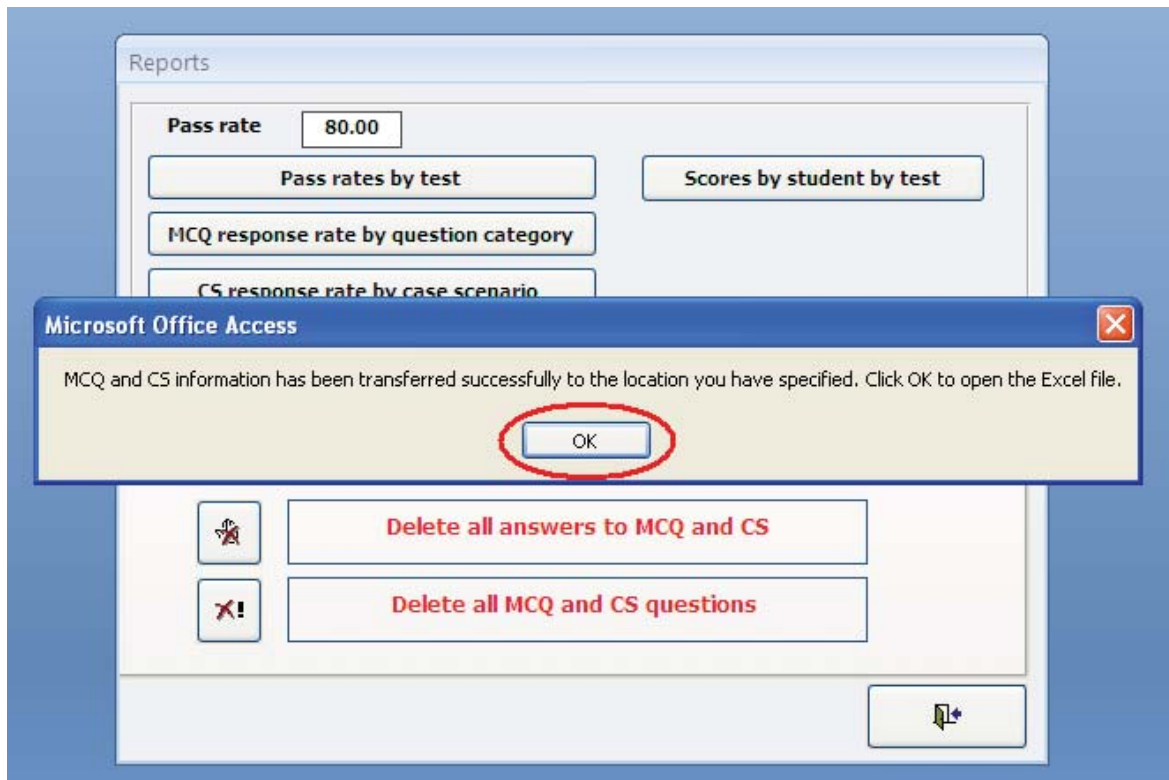 Reports
Pass rate 80.00
Pass rates by test Scores by student by test
MCQ response rate by question category
CS response rate by case scenario
Microsoft Office Access
MCQ and CS information has been transferred successfully to the location you have specified. Click OK to open the Excel file.
OK
Delete all answers to MCQ and CS
Delete all MCQ and CS questions